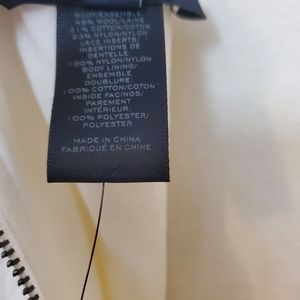 BODY/ENSEMBLE:
46% WOOL/LAINE
31% COTTON/COTON
23% NYLON/NYLON
LACE INSERTS/
INSERTIONS DE
DENTELLE:
100% NYLON/NYLON
BODY LINING/
ENSEMBLE
DOUBLURE:
100% COTTON/COTON
INSIDE FACINGS/
PAREMENT
INTÉRIEUR:
100% POLYESTER/
POLYESTER
MADE IN CHINA
FABRIQUÉ EN CHINE